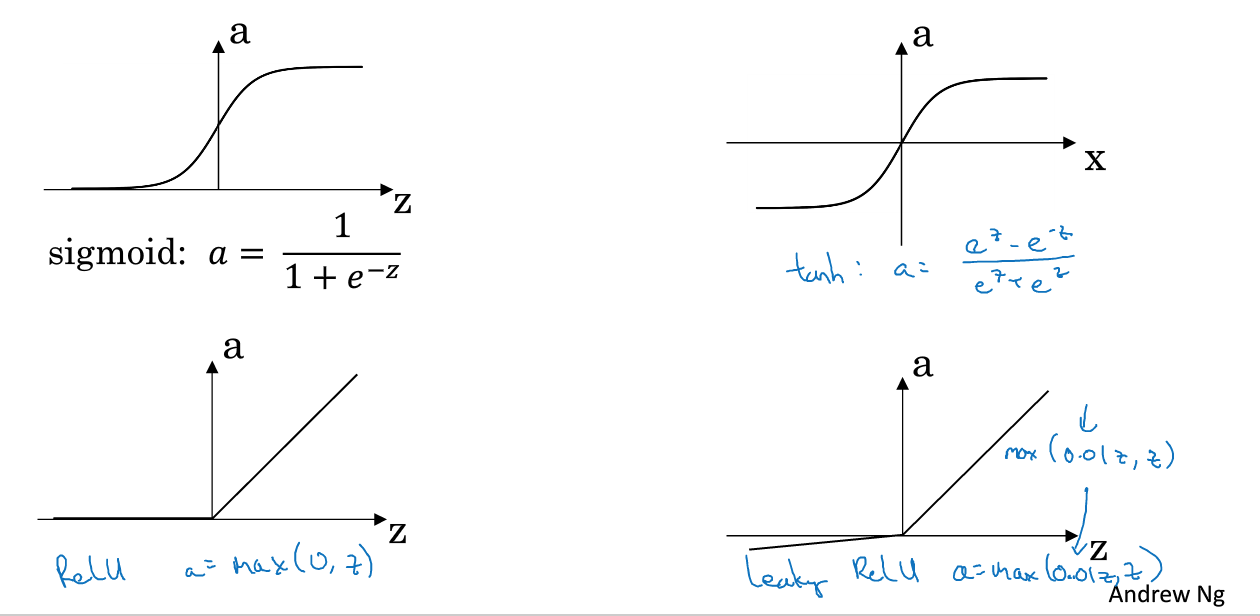 a
z
sigmoid: a = 1 / (1 + e^{-z})
a
x
tanh: a = (e^z - e^{-z}) / (e^z + e^z)
a
z
ReLU a = max(0, z)
a
↓
max(0.01z, z)
z
Leaky ReLU a=max(0.01z, z)
Andrew Ng